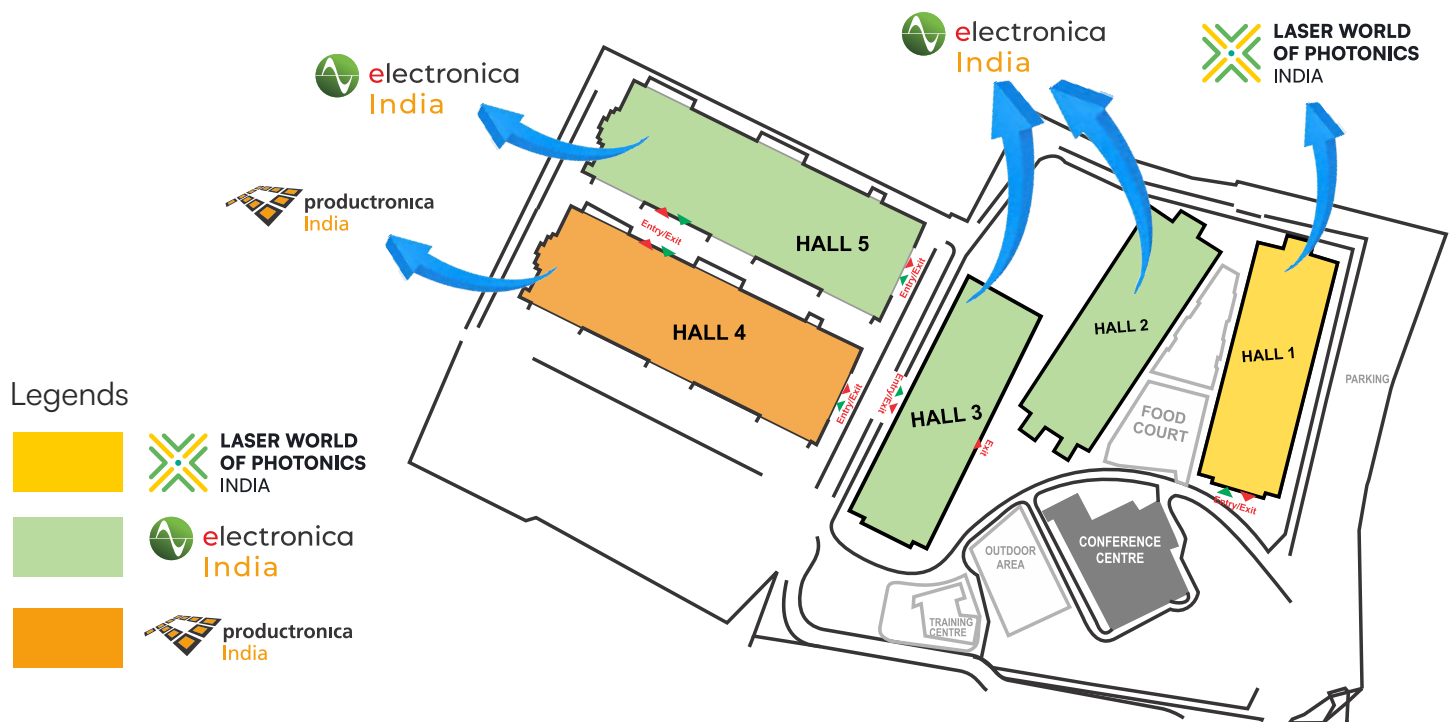 electronica
India
electronica
India
LASER WORLD
OF PHOTONICS
INDIA
productronica
India
Entry/Exit
HALL 5
Entry/Exit
HALL 4
HALL 3
HALL 2
HALL 1
Entry/Exit
Entry/Exit
Exit
Entry/Exit
PARKING
FOOD
COURT
CONFERENCE
CENTRE
OUTDOOR
AREA
TRAINING
CENTRE
Legends
LASER WORLD
OF PHOTONICS
INDIA
electronica
India
productronica
India